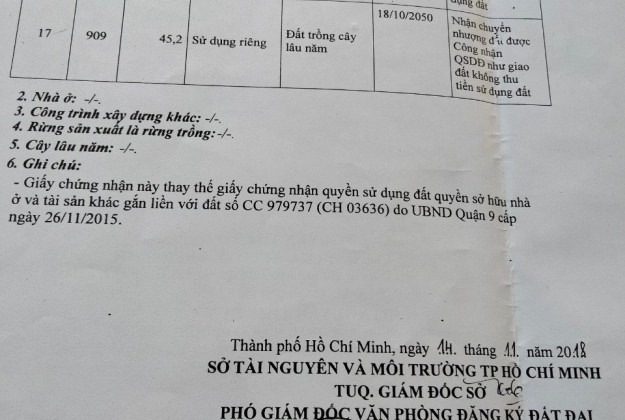 dụng đất
17 909 45,2 Sử dụng riêng Đất trồng cây lâu năm 18/10/2050 Nhận chuyển
nhượng đất được
Công nhận
QSDĐ như giao
đất không thu
tiền sử dụng đất
2. Nhà ở: -/-.
3. Công trình xây dựng khác: -/-.
4. Rừng sản xuất là rừng trồng: -/-.
5. Cây lâu năm: -/-.
6. Ghi chú:
- Giấy chứng nhận này thay thế giấy chứng nhận quyền sử dụng đất quyền sở hữu nhà
ở và tài sản khác gắn liền với đất số CC 979737 (CH 03636) do UBND Quận 9 cấp
ngày 26/11/2015.
Thành phố Hồ Chí Minh, ngày 14. tháng 11. năm 2018
SỞ TÀI NGUYÊN VÀ MÔI TRƯỜNG TP HỒ CHÍ MINH
TUQ. GIÁM ĐỐC SỞ
PHÓ GIÁM ĐỐC VĂN PHÒNG ĐĂNG KÝ ĐẤT ĐAI